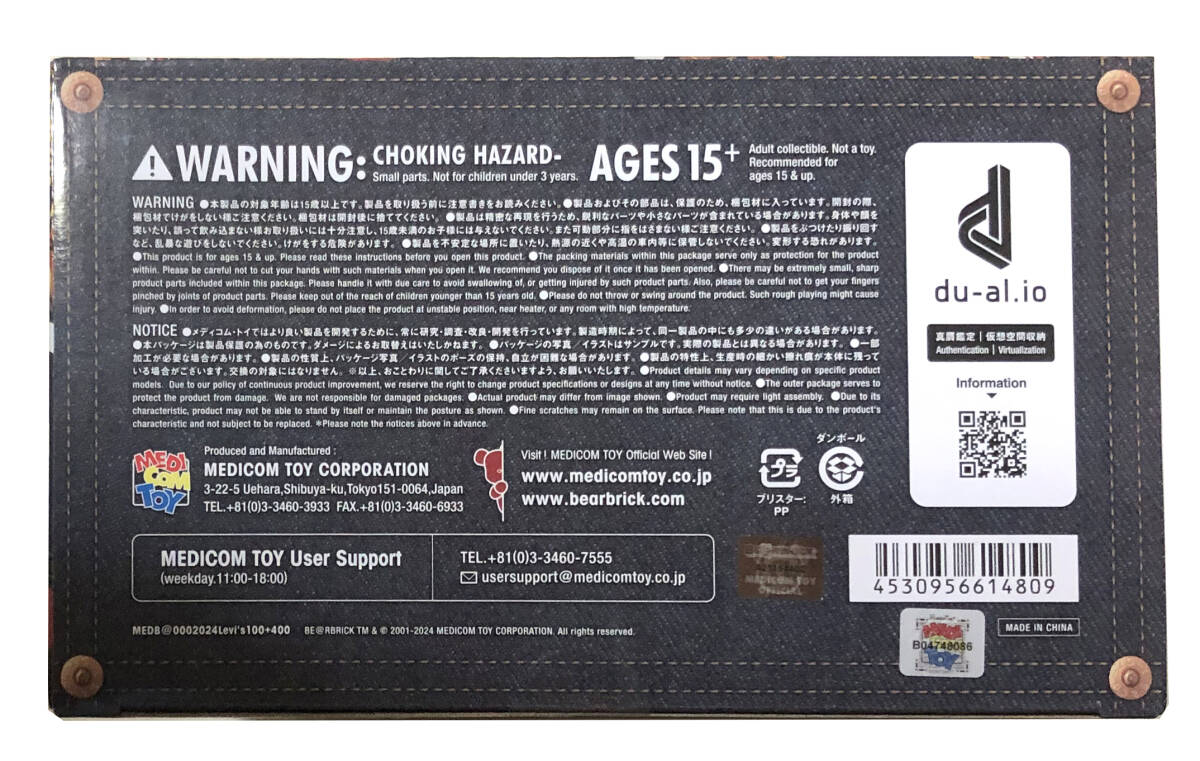 WARNING: CHOKING HAZARD-
Small parts. Not for children under 3 years.
AGES 15+
Adult collectible. Not a toy.
Recommended for
ages 15 & up.
WARNING ●本製品の対象年齢は15歳以上です。製品を取り扱う前に注意書きをお読みください。●製品およびその部品は、保護のため、梱包材に入っています。開封の際、
梱包材でけがをしない様ご注意ください。梱包材は開封後に捨ててください。●製品は精密な再現を行うため、鋭利なパーツや小さなパーツが含まれている場合があります。身体や顔を
突いたり、誤って飲み込まない様お取り扱いには十分注意し、15歳未満のお子様には与えないでください。また可動部分に指をはさまない様ご注意ください。●製品をぶつけたり振り回す
など、乱暴な遊びをしないでください。けがをする危険があります。●製品を不安定な場所に置いたり、熱源の近くや高温の車内等に保管しないでください。変形する恐れがあります。
●This product is for ages 15 & up. Please read these instructions before you open this product. ●The packing materials within this package serve only as protection for the product
within. Please be careful not to cut your hands with such materials when you open it. We recommend you dispose of it once it has been opened. ●There may be extremely small, sharp
product parts included within this package. Please handle it with due care to avoid swallowing of, or getting injured by such product parts. Also, please be careful not to get your fingers
pinched by joints of product parts. Please keep out of the reach of children younger than 15 years old. ●Please do not throw or swing around the product. Such rough playing might cause
injury. ●In order to avoid deformation, please do not place the product at unstable position, near heater, or any room with high temperature.
NOTICE ●メディコム・トイではより良い製品を開発するために、常に研究・調査・改良・開発を行っています。製造時期によって、同一製品の中にも多少の違いがある場合があります。
●本パッケージは製品保護の為のものでダメージによるお取替えはいたしかねます。●パッケージの写真／イラストはサンプルです。実際の製品とは異なる場合があります。●一部
加工が必要な場合があります。●製品の性質上、パッケージ写真／イラストのポーズの保持、自立が困難な場合があります。●製品の特性上、生産時の細かい擦れ痕が本体に残って
いる場合がございます。交換の対象にはなりません。※以上、おことわりに関してご了承くださいますよう、お願いいたします。●Product details may vary depending on specific product
models. Due to our policy of continuous product improvement, we reserve the right to change product specifications or designs at any time without notice. ●The outer package serves to
protect the product from damage. We are not responsible for damaged packages. ●Actual product may differ from image shown. ●Product may require light assembly. ●Due to its
characteristic, product may not be able to stand by itself or maintain the posture as shown. ●Fine scratches may remain on the surface. Please note that this is due to the product's
characteristic and not subject to be replaced. *Please note the notices above in advance.
du-al.io
真贋鑑定｜仮想空間収納
Authentication | Virtualization
Information
MEDI
COM
TOY
Produced and Manufactured :
MEDICOM TOY CORPORATION
3-22-5 Uehara,Shibuya-ku,Tokyo151-0064,Japan
TEL.+81(0)3-3460-3933 FAX.+81(0)3-3460-6933
Visit ! MEDICOM TOY Official Web Site !
www.medicomtoy.co.jp
www.bearbrick.com
プラ
ブリスター:
PP
ダンボール
外箱
MEDICOM TOY User Support
(weekday.11:00-18:00)
TEL.+81(0)3-3460-7555
usersupport@medicomtoy.co.jp
MEDICOM TOY
OFFICIAL
4530956614809
MEDB@0002024Levi's100+400
BE@RBRICK TM & © 2001-2024 MEDICOM TOY CORPORATION. All rights reserved.
B04748086
TOY
MADE IN CHINA